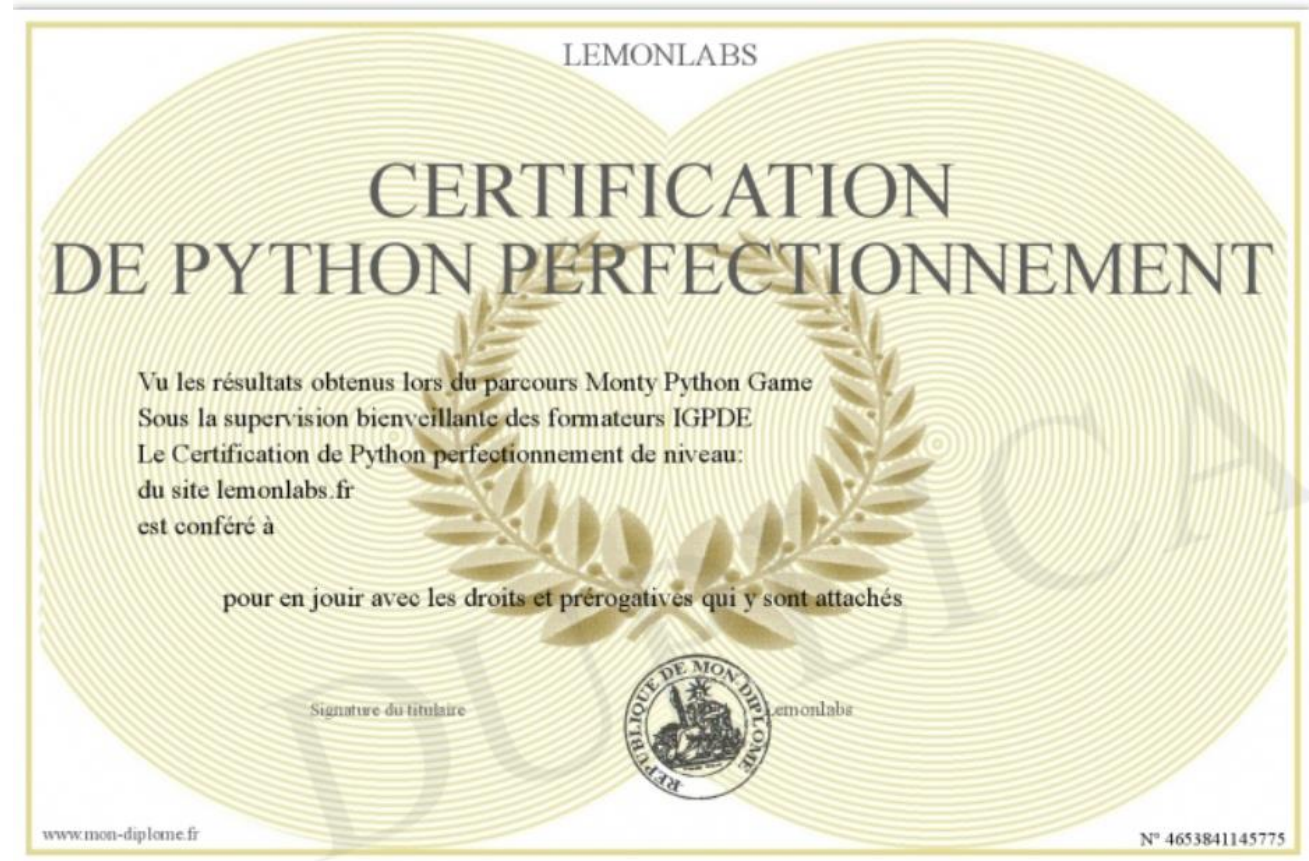 LEMONLABS
CERTIFICATION
DE PYTHON PERFECTIONNEMENT
Vu les résultats obtenus lors du parcours Monty Python Game
Sous la supervision bienveillante des formateurs IGPDE
Le Certification de Python perfectionnement de niveau:
du site lemonlabs.fr
est conféré à
pour en jouir avec les droits et prérogatives qui y sont attachés
DUPLICA
REPUBLIQUE DE MON DIPLOME
Signature du titulaire
Lemonlabs
www.mon-diplome.fr
N° 4653841145775